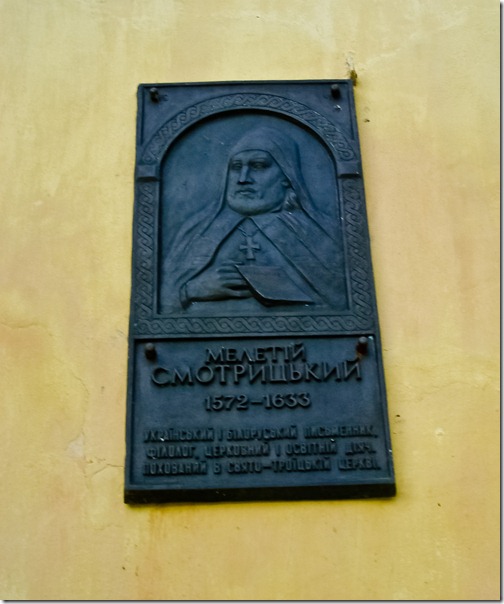 МЕЛЕТІЙ
СМОТРИЦЬКИЙ
1572–1633
УКРАЇНСЬКИЙ І БІЛОРУСЬКИЙ ПИСЬМЕННИК,
ФІЛОЛОГ, ЦЕРКОВНИЙ І ОСВІТНІЙ ДІЯЧ.
ПОХОВАНИЙ В СВЯТО–ТРОЇЦЬКІЙ ЦЕРКВІ.